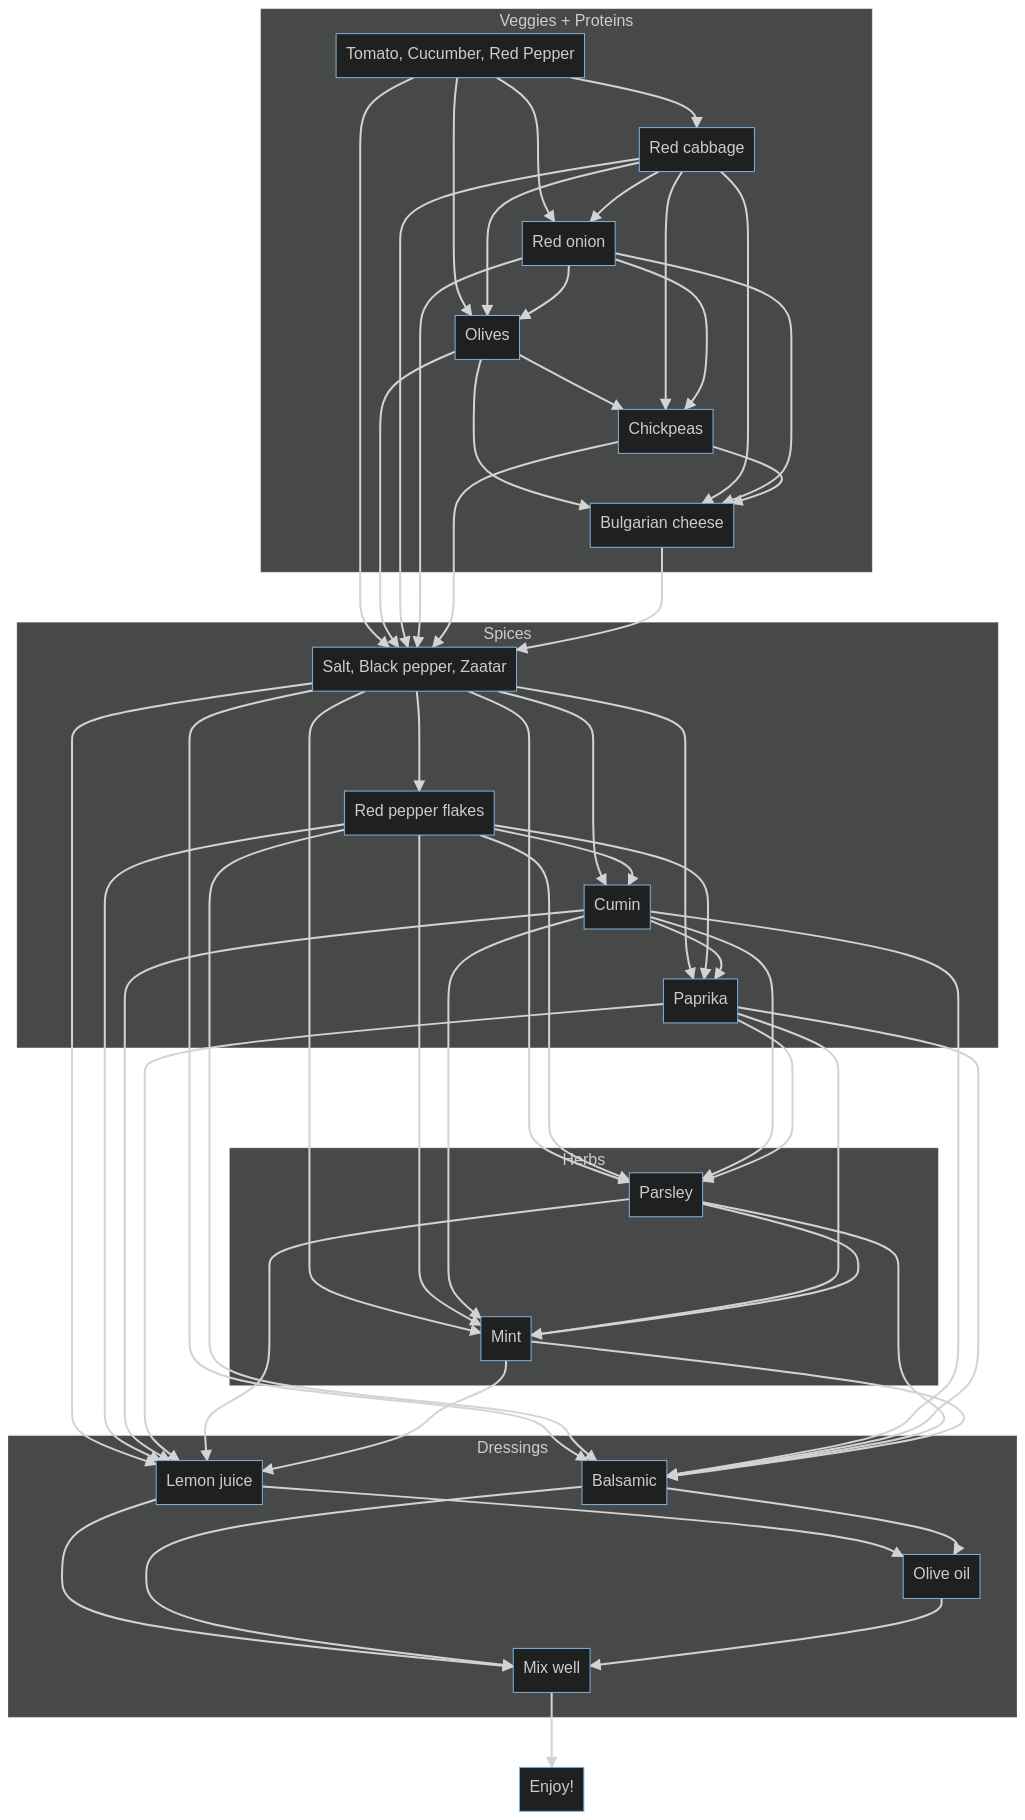 Veggies + Proteins
Tomato, Cucumber, Red Pepper
Red cabbage
Red onion
Olives
Chickpeas
Bulgarian cheese
Spices
Salt, Black pepper, Zaatar
Red pepper flakes
Cumin
Paprika
Herbs
Parsley
Mint
Dressings
Lemon juice
Balsamic
Olive oil
Mix well
Enjoy!